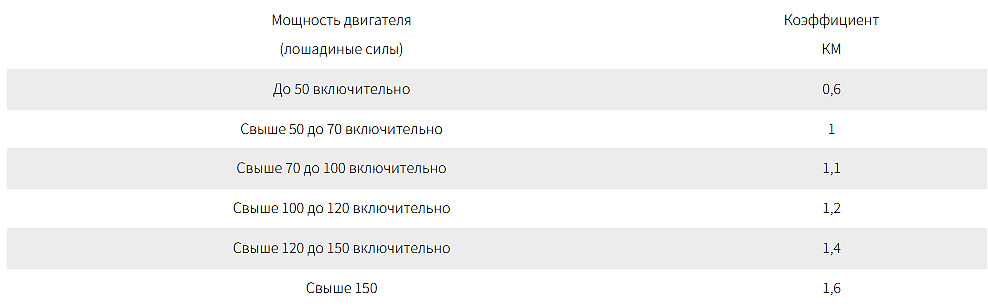 Мощность двигателя Коэффициент
(лошадиные силы) КМ
До 50 включительно 0,6
Свыше 50 до 70 включительно 1
Свыше 70 до 100 включительно 1,1
Свыше 100 до 120 включительно 1,2
Свыше 120 до 150 включительно 1,4
Свыше 150 1,6